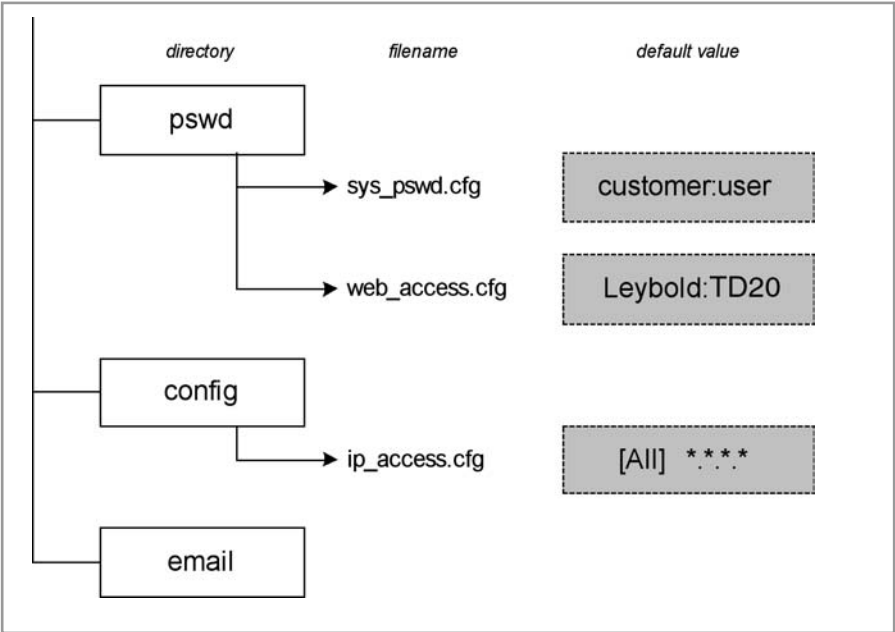 directory filename default value
pswd
sys_pswd.cfg customer:user
web_access.cfg Leybold:TD20
config
ip_access.cfg [All] *.*.*.*
email